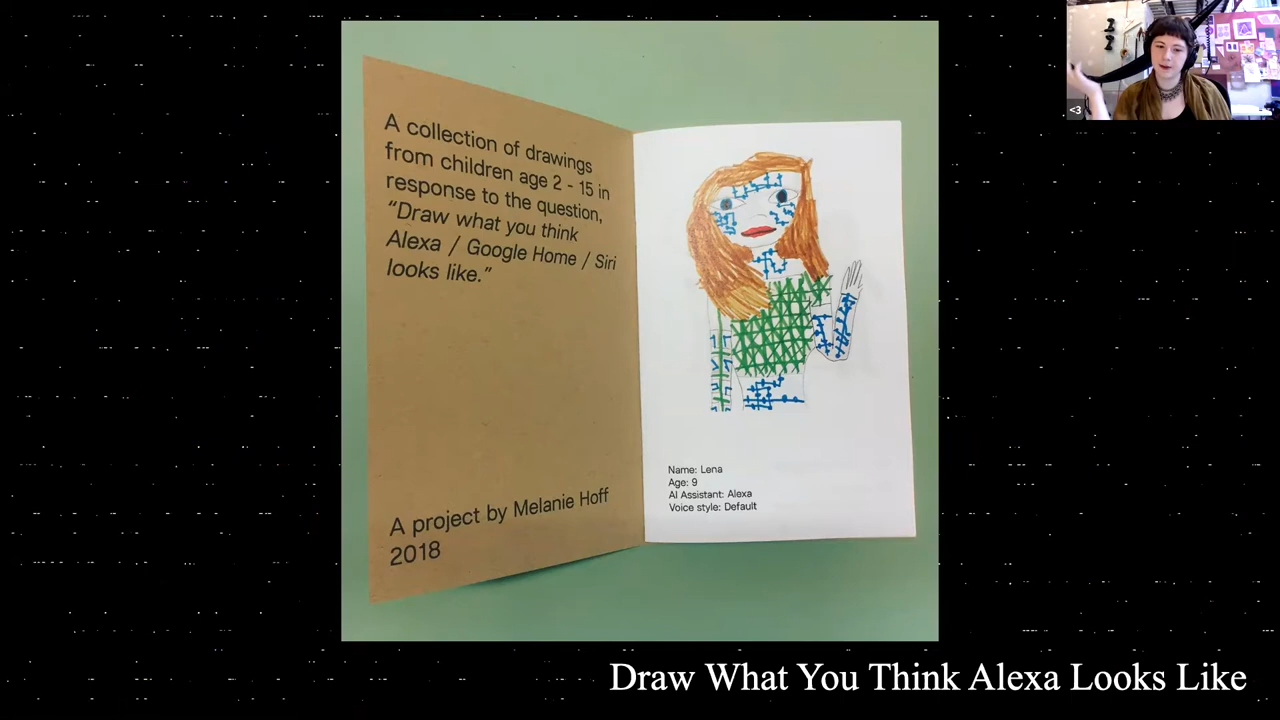 A collection of drawings
from children age 2 - 15 in
response to the question,
“Draw what you think
Alexa / Google Home / Siri
looks like.”
A project by Melanie Hoff
2018
Name: Lena
Age: 9
AI Assistant: Alexa
Voice style: Default
<3
Draw What You Think Alexa Looks Like